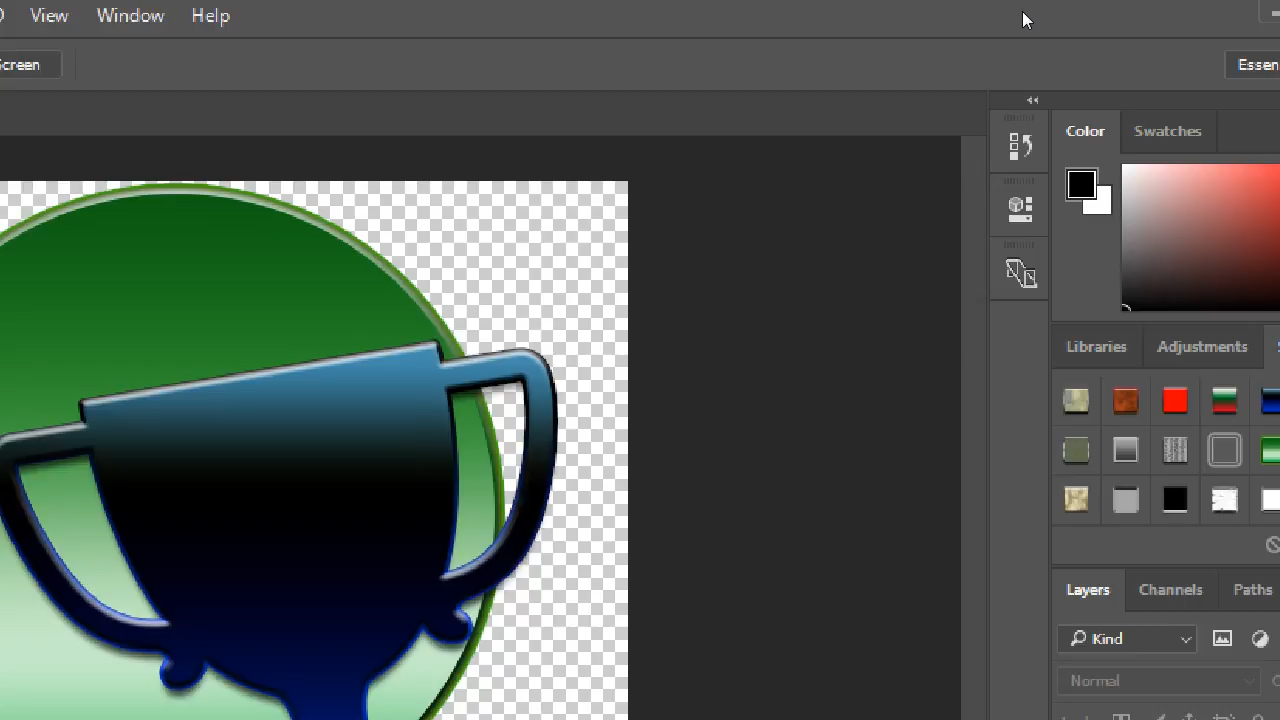 View Window Help
Screen
Essen
Color Swatches
Libraries Adjustments
Layers Channels Paths
Kind
Normal